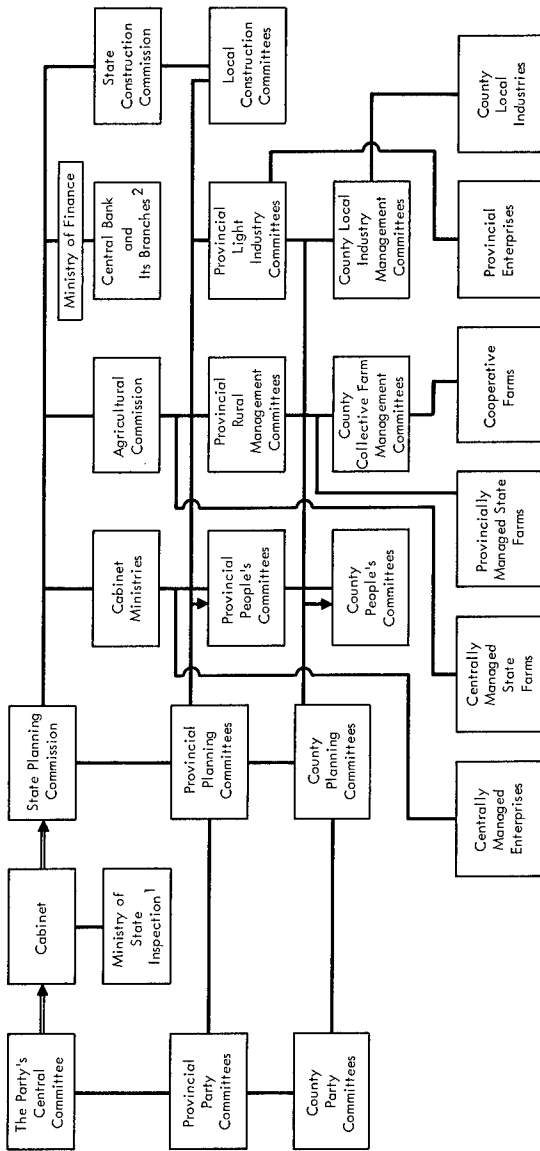 The Party's
Central
Committee
Cabinet
State Planning
Commission
Ministry of State
Inspection1
Cabinet
Ministries
Agricultural
Commission
Ministry of Finance
Central Bank
and
Its Branches 2
State
Construction
Commission
Provincial
Party
Committees
Provincial
Planning
Committees
Provincial
People's
Committees
Provincial
Rural
Management
Committees
Provincial
Light
Industry
Committees
Local
Construction
Committees
County Party
Committees
County
Planning
Committees
County
People's
Committees
County
Collective Farm
Management
Committees
County Local
Industry
Management
Committees
Centrally
Managed
Enterprises
Centrally
Managed
State
Farms
Provincially
Managed State
Farms
Cooperative
Farms
Provincial
Enterprises
County
Local
Industries